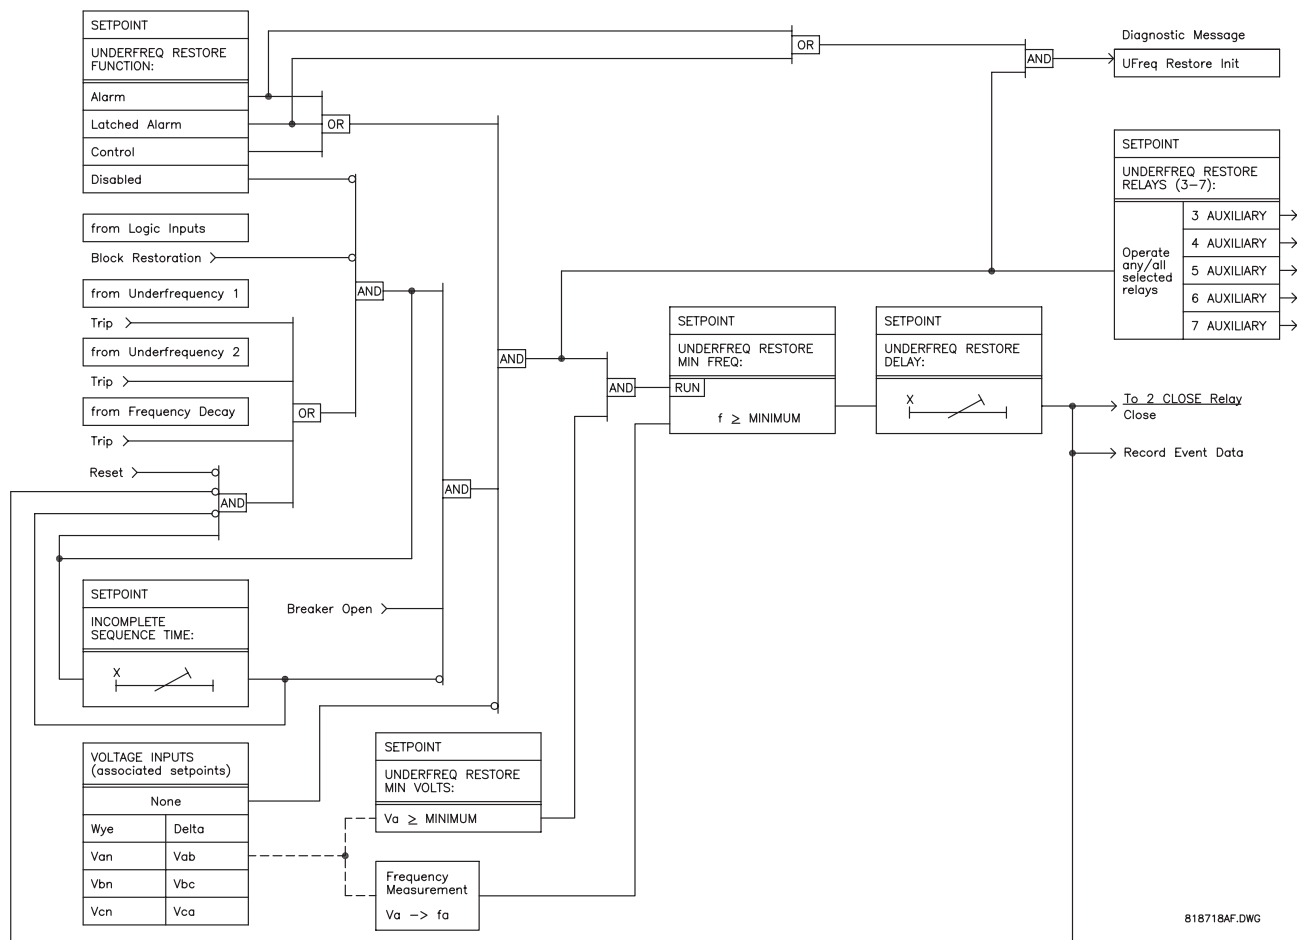 SETPOINT
UNDERFREQ RESTORE
FUNCTION:
Alarm
Latched Alarm
Control
Disabled
OR
from Logic Inputs
Block Restoration
from Underfrequency 1
Trip
from Underfrequency 2
Trip
from Frequency Decay
Trip
Reset
AND
OR
AND
SETPOINT
INCOMPLETE
SEQUENCE TIME:
X
Breaker Open
AND
VOLTAGE INPUTS
(associated setpoints)
None
Wye Delta
Van Vab
Vbn Vbc
Vcn Vca
SETPOINT
UNDERFREQ RESTORE
MIN VOLTS:
Va ≥ MINIMUM
Frequency
Measurement
Va -> fa
AND
AND
SETPOINT
UNDERFREQ RESTORE
MIN FREQ:
RUN
f ≥ MINIMUM
SETPOINT
UNDERFREQ RESTORE
DELAY:
X
OR
AND
Diagnostic Message
UFreq Restore Init
SETPOINT
UNDERFREQ RESTORE
RELAYS (3-7):
Operate
any/all
selected
relays
3 AUXILIARY
4 AUXILIARY
5 AUXILIARY
6 AUXILIARY
7 AUXILIARY
To 2 CLOSE Relay
Close
Record Event Data
818718AF.DWG